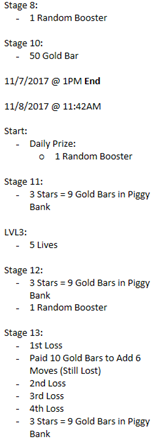 Stage 8:
- 1 Random Booster
Stage 10:
- 50 Gold Bar
11/7/2017 @ 1PM End
11/8/2017 @ 11:42AM
Start:
- Daily Prize:
o 1 Random Booster
Stage 11:
- 3 Stars = 9 Gold Bars in Piggy
Bank
LVL3:
- 5 Lives
Stage 12:
- 3 Stars = 9 Gold Bars in Piggy
Bank
- 1 Random Booster
Stage 13:
- 1st Loss
- Paid 10 Gold Bars to Add 6
Moves (Still Lost)
- 2nd Loss
- 3rd Loss
- 4th Loss
- 3 Stars = 9 Gold Bars in Piggy
Bank